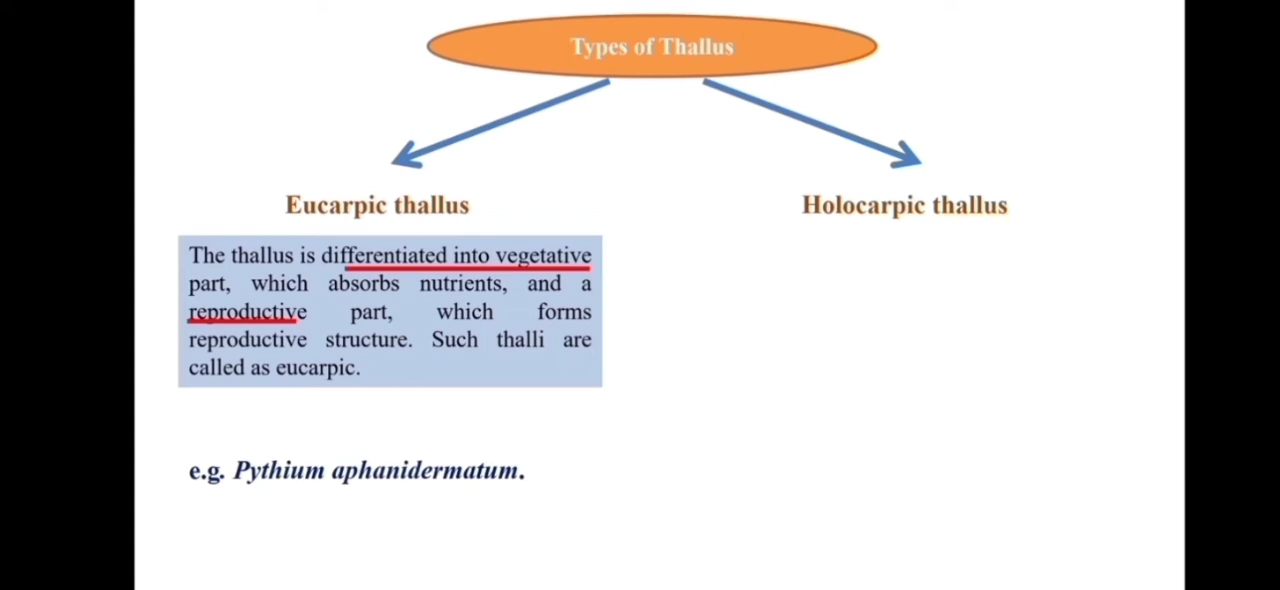 Types of Thallus
Eucarpic thallus
Holocarpic thallus
The thallus is differentiated into vegetative
part, which absorbs nutrients, and a
reproductive part, which forms
reproductive structure. Such thalli are
called as eucarpic.
e.g. Pythium aphanidermatum.